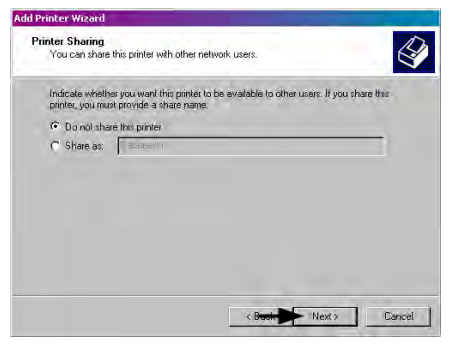 Add Printer Wizard
Printer Sharing
You can share this printer with other network users.
Indicate whether you want this printer to be available to other users. If you share this
printer, you must provide a share name.
Do not share this printer
Share as:
< Back
Next >
Cancel